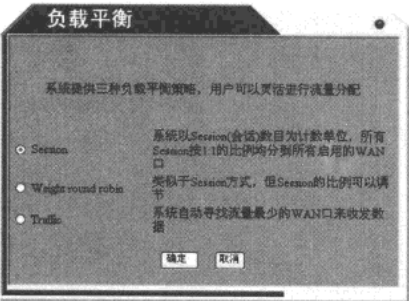 负载平衡
系统提供三种负载平衡策略，用户可以灵活进行流量分配
Session
系统以Session(会话)数目为计数单位，所有
Session按1:1的比例均分到所有启用的WAN
口
Weight round robin
类似于Session方式，但Session的比例可以调
节
Traffic
系统自动寻找流量最少的WAN口来收发数
据
确定
取消